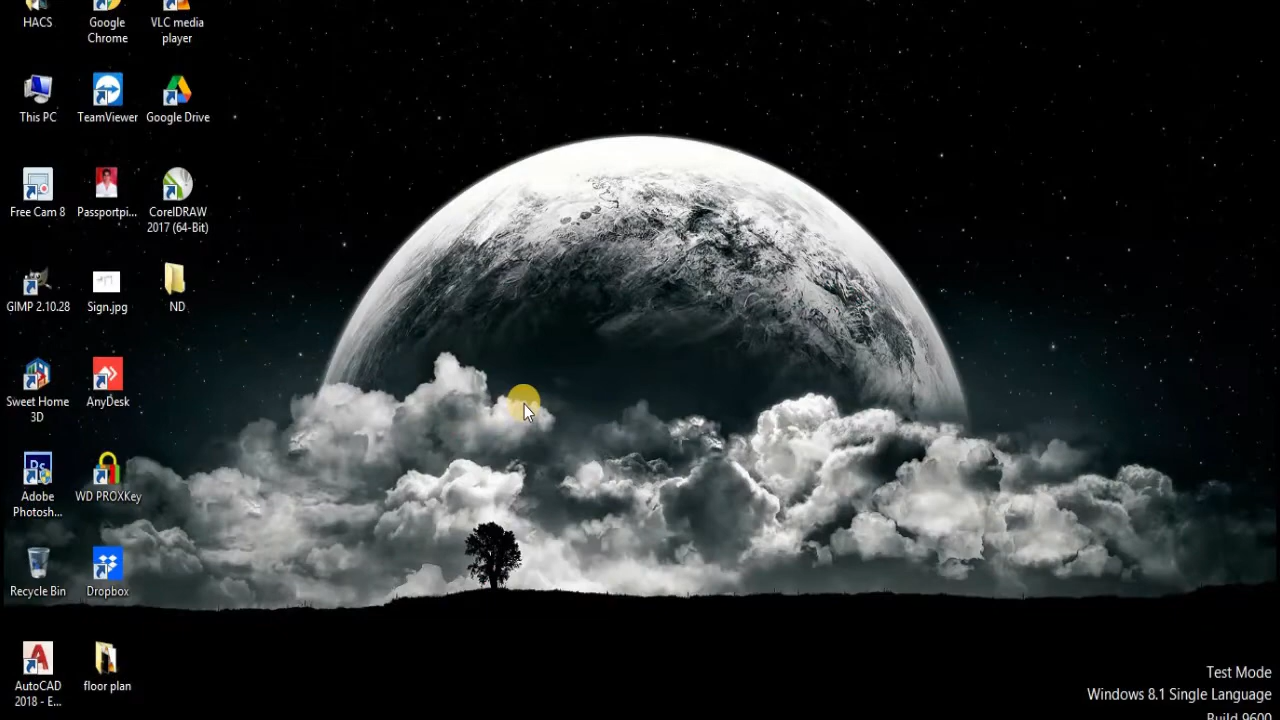 HACS
Google
Chrome
VLC media
player
This PC
TeamViewer
Google Drive
Free Cam 8
Passportpi...
CorelDRAW
2017 (64-Bit)
GIMP 2.10.28
Sign.jpg
ND
Sweet Home
3D
AnyDesk
Adobe
Photosh...
WD PROXKey
Recycle Bin
Dropbox
AutoCAD
2018 - E...
floor plan
Test Mode
Windows 8.1 Single Language
Build 9600